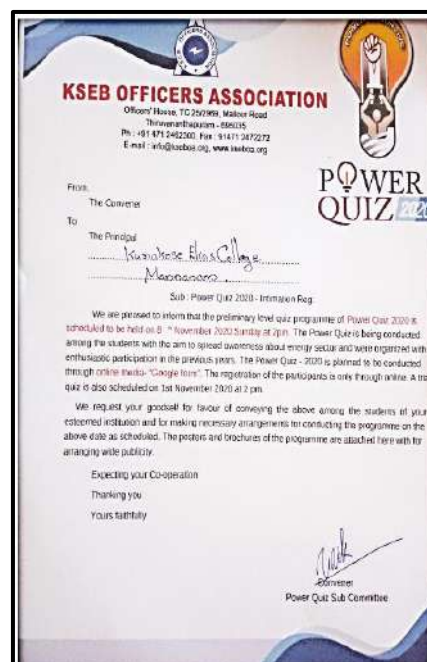 KSEB OFFICERS ASSOCIATION
Officers' House, TC 25/2969, Malloor Road
Thiruvananthapuram - 695035
Ph : +91 471 2462300, Fax : 91471 2472272
E-mail : info@kseboa.org, www.kseboa.org
POWER
QUIZ 2020
From,
The Convener
To
The Principal
Kuriakose Elias College
Mannanam
Sub : Power Quiz 2020 - Intimation Reg:
We are pleased to inform that the preliminary level quiz programme of Power Quiz 2020 is
scheduled to be held on 8 th November 2020 Sunday at 2pm. The Power Quiz is being conducted
among the students with the aim to spread awareness about energy sector and were organized with
enthusiastic participation in the previous years. The Power Quiz - 2020 is planned to be conducted
through online media- "Google form". The registration of the participants is only through online. A
quiz is also scheduled on 1st November 2020 at 2 pm.
We request your goodself for favour of conveying the above among the students of your
esteemed institution and for making necessary arrangements for conducting the programme on the
above date as scheduled. The posters and brochures of the programme are attached here with for
arranging wide publicity.
Expecting your Co-operation
Thanking you
Yours faithfully
Convener
Power Quiz Sub Committee